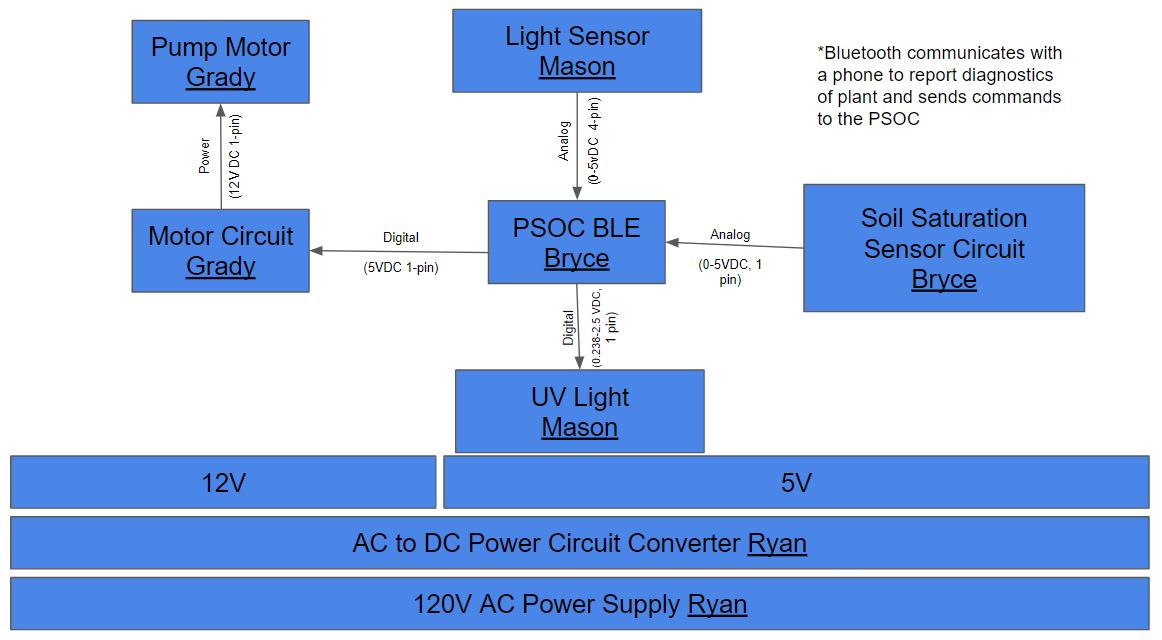 Pump Motor
Grady
Light Sensor
Mason
*Bluetooth communicates with
a phone to report diagnostics
of plant and sends commands
to the PSOC
Power
(12V DC 1-pin)
Analog
(0-5vDC 4-pin)
Motor Circuit
Grady
Digital
(5VDC 1-pin)
PSOC BLE
Bryce
Analog
(0-5VDC, 1
pin)
Soil Saturation
Sensor Circuit
Bryce
Digital
(0.238-2.5 VDC,
1 pin)
UV Light
Mason
12V
5V
AC to DC Power Circuit Converter Ryan
120V AC Power Supply Ryan